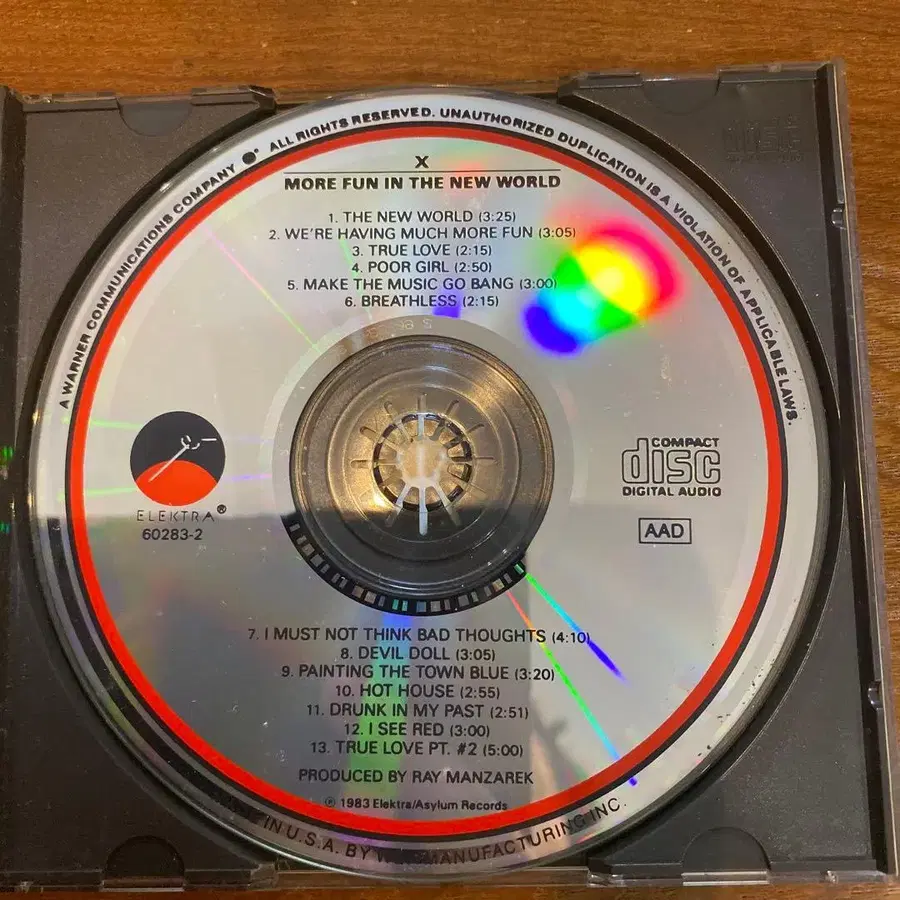 A WARNER COMMUNICATIONS COMPANY ALL RIGHTS RESERVED. UNAUTHORIZED DUPLICATION IS A VIOLATION OF APPLICABLE LAWS.
X
MORE FUN IN THE NEW WORLD
1. THE NEW WORLD (3:25)
2. WE'RE HAVING MUCH MORE FUN (3:05)
3. TRUE LOVE (2:15)
4. POOR GIRL (2:50)
5. MAKE THE MUSIC GO BANG (3:00)
6. BREATHLESS (2:15)
ELEKTRA®
60283-2
COMPACT
disc
DIGITAL AUDIO
AAD
7. I MUST NOT THINK BAD THOUGHTS (4:10)
8. DEVIL DOLL (3:05)
9. PAINTING THE TOWN BLUE (3:20)
10. HOT HOUSE (2:55)
11. DRUNK IN MY PAST (2:51)
12. I SEE RED (3:00)
13. TRUE LOVE PT. #2 (5:00)
PRODUCED BY RAY MANZAREK
℗ 1983 Elektra/Asylum Records
IN U.S.A. BY MANUFACTURING INC.
disc